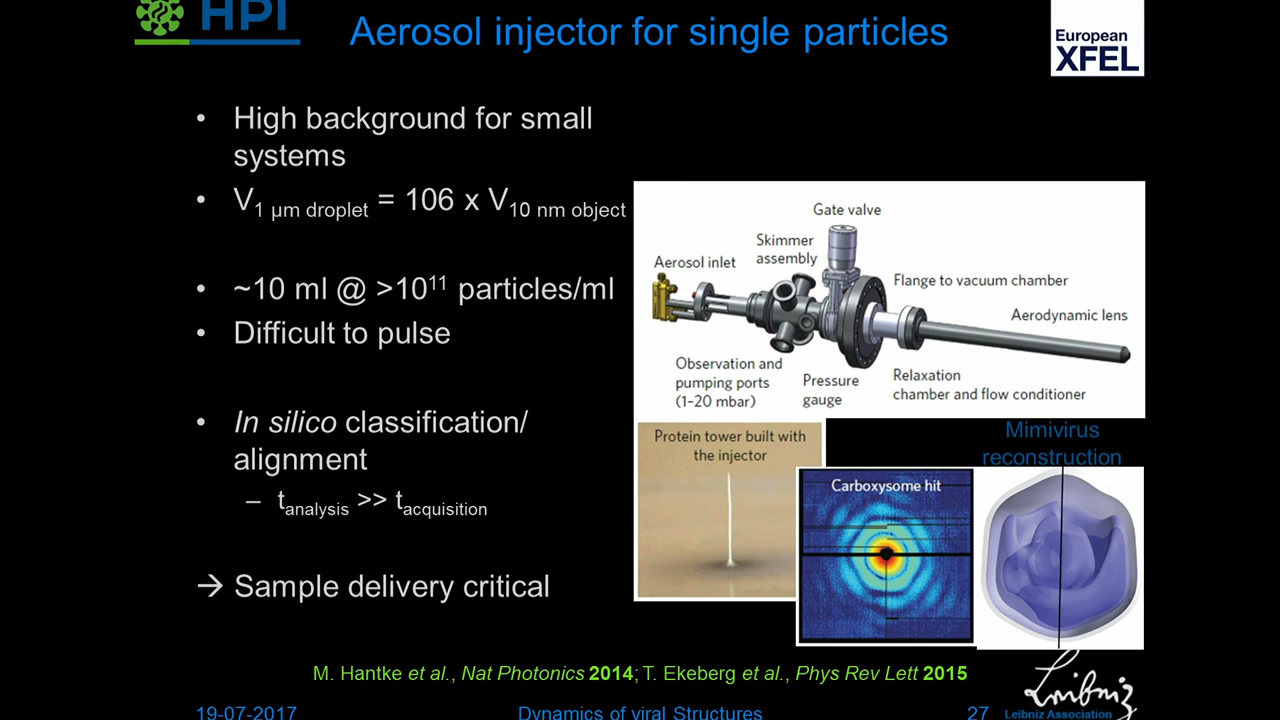 HPI
Aerosol injector for single particles
European
XFEL
• High background for small
systems
• V1 µm droplet = 106 x V10 nm object
• ~10 ml @ >10¹¹ particles/ml
• Difficult to pulse
• In silico classification/
alignment
– tanalysis >> tacquisition
→ Sample delivery critical
Gate valve
Skimmer
assembly
Aerosol inlet
Flange to vacuum chamber
Aerodynamic lens
Observation and
pumping ports
(1–20 mbar)
Pressure
gauge
Relaxation
chamber and flow conditioner
Protein tower built with
the injector
Carboxysome hit
Mimivirus
reconstruction
M. Hantke et al., Nat Photonics 2014; T. Ekeberg et al., Phys Rev Lett 2015
Leibniz
Leibniz Association
19-07-2017
Dynamics of viral Structures
27